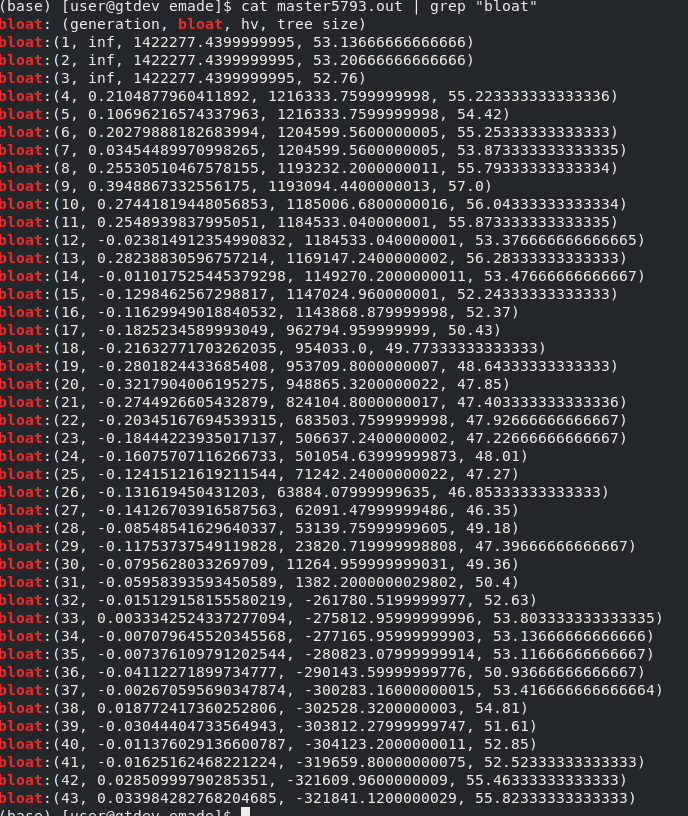 (base) [user@gtdev emade]$ cat master5793.out | grep "bloat"
bloat: (generation, bloat, hv, tree size)
bloat:(1, inf, 1422277.4399999995, 53.13666666666666)
bloat:(2, inf, 1422277.4399999995, 53.20666666666666)
bloat:(3, inf, 1422277.4399999995, 52.76)
bloat:(4, 0.2104877960411892, 1216333.7599999998, 55.223333333333336)
bloat:(5, 0.10696216574337963, 1216333.7599999998, 54.42)
bloat:(6, 0.20279888182683994, 1204599.5600000005, 55.25333333333333)
bloat:(7, 0.03454489970998265, 1204599.5600000005, 53.873333333333335)
bloat:(8, 0.25530510467578155, 1193232.2000000011, 55.79333333333334)
bloat:(9, 0.3948867332556175, 1193094.4400000013, 57.0)
bloat:(10, 0.27441819448056853, 1185006.6800000016, 56.04333333333334)
bloat:(11, 0.2548939837995051, 1184533.040000001, 55.873333333333335)
bloat:(12, -0.023814912354990832, 1184533.040000001, 53.376666666666665)
bloat:(13, 0.28238830596757214, 1169147.2400000002, 56.28333333333333)
bloat:(14, -0.011017525445379298, 1149270.2000000011, 53.47666666666667)
bloat:(15, -0.1298462567298817, 1147024.960000001, 52.24333333333333)
bloat:(16, -0.11629949018840532, 1143868.879999998, 52.37)
bloat:(17, -0.1825234589993049, 962794.959999999, 50.43)
bloat:(18, -0.21632771703262035, 954033.0, 49.77333333333333)
bloat:(19, -0.2801824433685408, 953709.8000000007, 48.64333333333333)
bloat:(20, -0.3217904006195275, 948865.3200000022, 47.85)
bloat:(21, -0.2744926605432879, 824104.8000000017, 47.403333333333336)
bloat:(22, -0.20345167694539315, 683503.7599999998, 47.92666666666667)
bloat:(23, -0.18444223935017137, 506637.2400000002, 47.22666666666667)
bloat:(24, -0.16075707116266733, 501054.63999999873, 48.01)
bloat:(25, -0.12415121619211544, 71242.24000000022, 47.27)
bloat:(26, -0.131619450431203, 63884.07999999635, 46.85333333333333)
bloat:(27, -0.14126703916587563, 62091.47999999486, 46.35)
bloat:(28, -0.08548541629640337, 53139.75999999605, 49.18)
bloat:(29, -0.11753737549119828, 23820.719999998808, 47.39666666666667)
bloat:(30, -0.0795628033269709, 11264.959999999031, 49.36)
bloat:(31, -0.05958393593450589, 1382.2000000029802, 50.4)
bloat:(32, -0.015129158155580219, -261780.5199999977, 52.63)
bloat:(33, 0.0033342524337277094, -275812.95999999996, 53.803333333333335)
bloat:(34, -0.007079645520345568, -277165.95999999903, 53.13666666666666)
bloat:(35, -0.007376109791202544, -280823.07999999914, 53.11666666666667)
bloat:(36, -0.04112271899734777, -290143.59999999776, 50.93666666666667)
bloat:(37, -0.002670595690347874, -300283.16000000015, 53.416666666666664)
bloat:(38, 0.018772417360252806, -302528.3200000003, 54.81)
bloat:(39, -0.03044404733564943, -303812.27999999747, 51.61)
bloat:(40, -0.011376029136600787, -304123.2000000011, 52.85)
bloat:(41, -0.01625162468221224, -319659.80000000075, 52.52333333333333)
bloat:(42, 0.02850999790285351, -321609.9600000009, 55.46333333333333)
bloat:(43, 0.033984282768204685, -321841.1200000029, 55.82333333333333)
(base) [user@gtdev emade]$